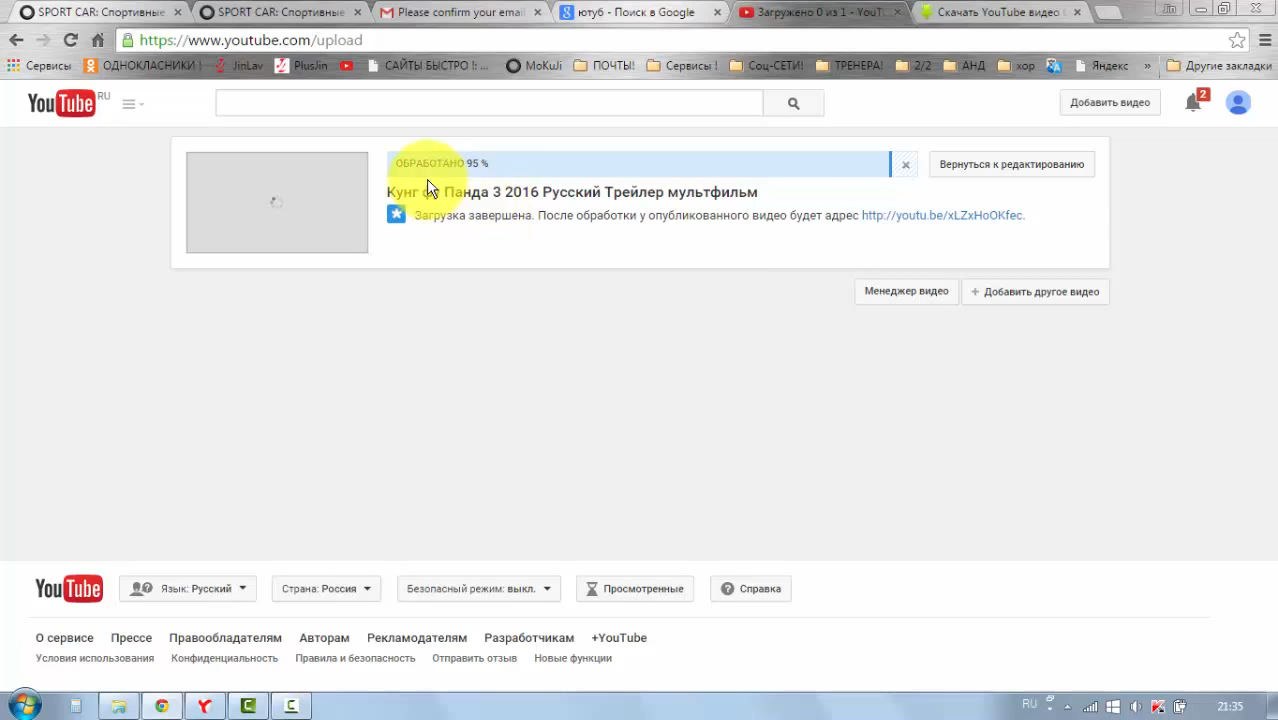 SPORT CAR: Спортивные
SPORT CAR: Спортивные
Please confirm your email
ютуб - Поиск в Google
Загружено 0 из 1 - YouT...
Скачать YouTube видео
https://www.youtube.com/upload
Сервисы
ОДНОКЛАСНИКИ
JinLav
PlusJin
САЙТЫ БЫСТРО !: ...
MoKuJi
ПОЧТЫ!
Сервисы !
Соц-СЕТИ!
ТРЕНЕРА!
2/2
АНД
хор
Яндекс
»
Другие закладки
YouTube RU
Добавить видео
2
ОБРАБОТАНО 95 %
Вернуться к редактированию
Кунг фу Панда 3 2016 Русский Трейлер мультфильм
Загрузка завершена. После обработки у опубликованного видео будет адрес http://youtu.be/xLZxHoOKfec.
Менеджер видео
+ Добавить другое видео
YouTube
Язык: Русский
Страна: Россия
Безопасный режим: выкл.
Просмотренные
Справка
О сервисе Прессе Правообладателям Авторам Рекламодателям Разработчикам +YouTube
Условия использования Конфиденциальность Правила и безопасность Отправить отзыв Новые функции
RU
21:35